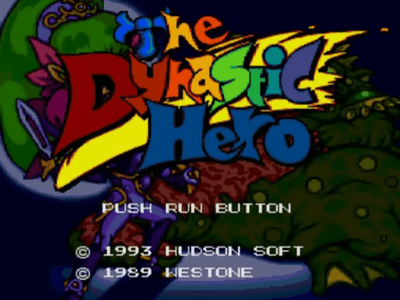 The
Dynastic
Hero
PUSH RUN BUTTON
© 1993 HUDSON SOFT
© 1989 WESTONE